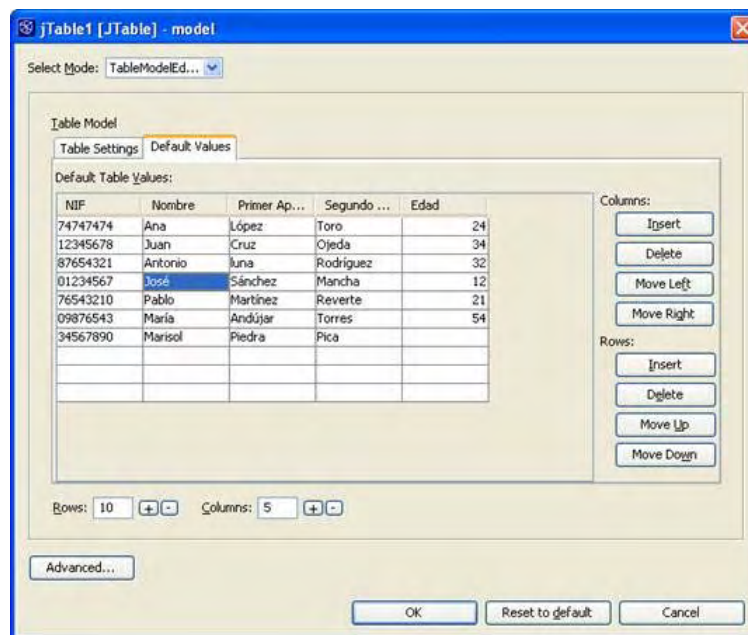 jTable1 [JTable] - model
Select Mode: TableModelEd...
Table Model
Table Settings Default Values
Default Table Values:
NIF Nombre Primer Ap... Segundo ... Edad
74747474 Ana López Toro 24
12345678 Juan Cruz Ojeda 34
87654321 Antonio luna Rodríguez 32
01234567 José Sánchez Mancha 12
76543210 Pablo Martínez Reverte 21
09876543 María Andújar Torres 54
34567890 Marisol Piedra Pica
Columns:
Insert
Delete
Move Left
Move Right
Rows:
Insert
Delete
Move Up
Move Down
Rows: 10 + - Columns: 5 + -
Advanced...
OK Reset to default Cancel